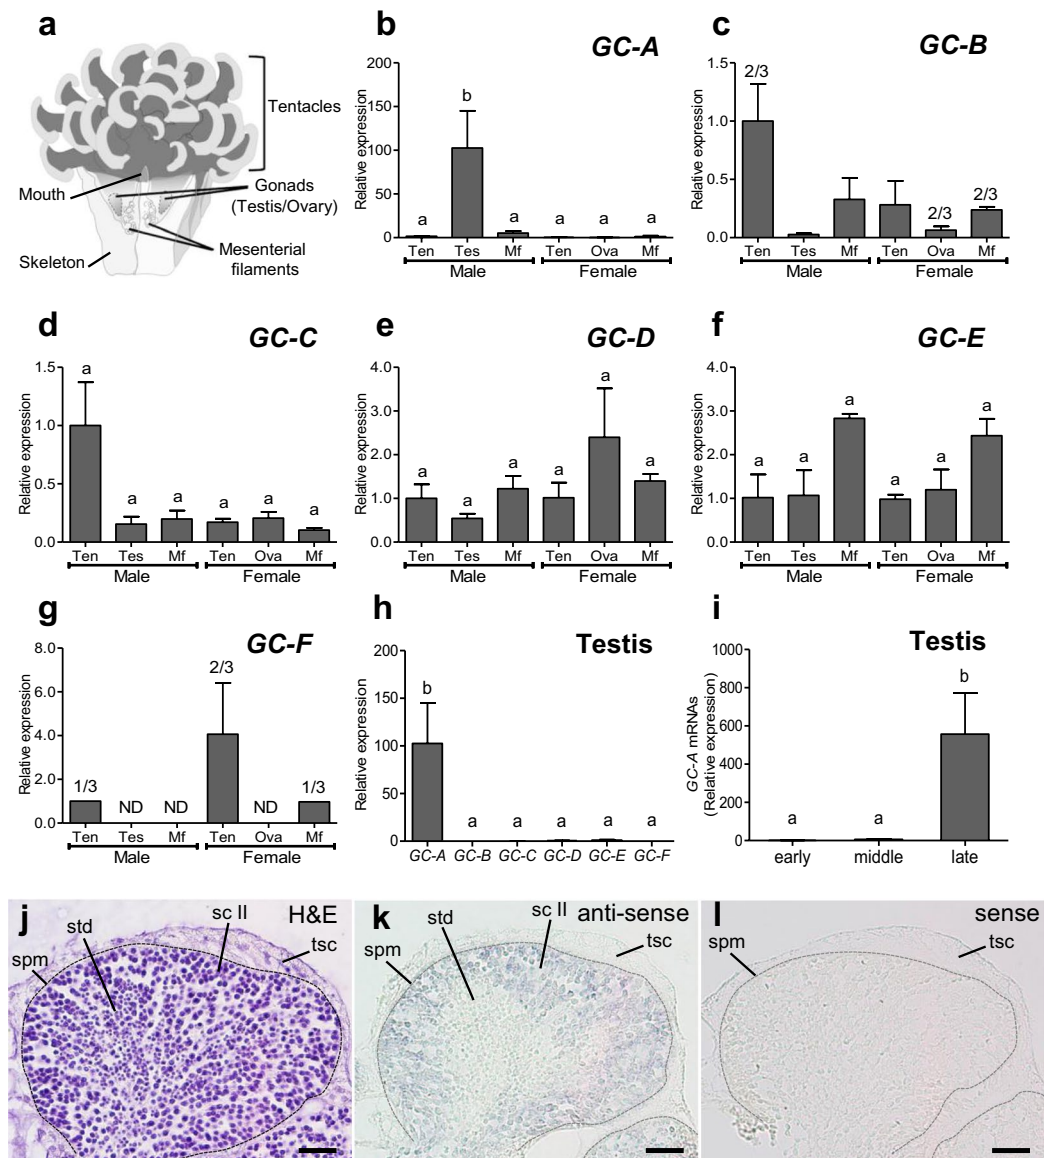 a
Tentacles
Mouth
Gonads
(Testis/Ovary)
Mesenterial
filaments
Skeleton
b
GC-A
Relative expression
200
150
100
50
0
a
b
a
a
a
a
Ten Tes Mf Ten Ova Mf
Male Female
c
GC-B
Relative expression
1.5
1.0
0.5
0.0
2/3
2/3
2/3
Ten Tes Mf Ten Ova Mf
Male Female
d
GC-C
Relative expression
1.5
1.0
0.5
0.0
a
a
a
a
a
a
Ten Tes Mf Ten Ova Mf
Male Female
e
GC-D
Relative expression
4.0
3.0
2.0
1.0
0.0
a
a
a
a
a
a
Ten Tes Mf Ten Ova Mf
Male Female
f
GC-E
Relative expression
4.0
3.0
2.0
1.0
0.0
a
a
a
a
a
a
Ten Tes Mf Ten Ova Mf
Male Female
g
GC-F
Relative expression
8.0
6.0
4.0
2.0
0.0
1/3
ND
ND
2/3
ND
1/3
Ten Tes Mf Ten Ova Mf
Male Female
h
Testis
Relative expression
200
150
100
50
0
b
a
a
a
a
a
GC-A GC-B GC-C GC-D GC-E GC-F
i
Testis
GC-A mRNAs
(Relative expression)
1000
800
600
400
200
0
a
a
b
early middle late
j
H&E
std
sc II
spm
tsc
k
anti-sense
std
sc II
spm
tsc
l
sense
spm
tsc